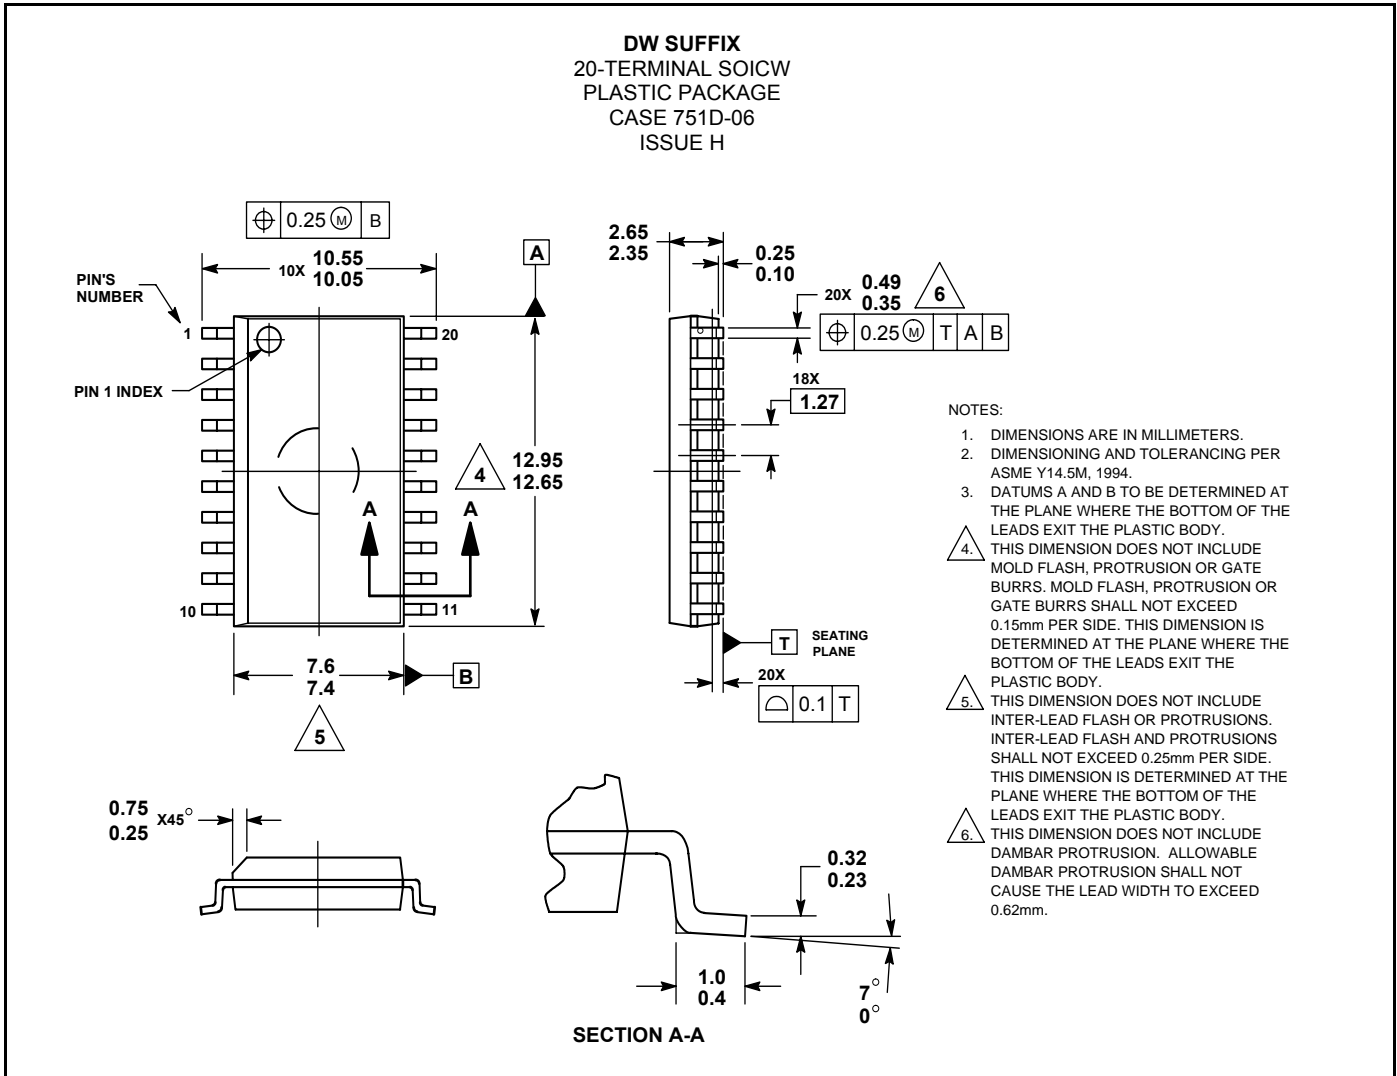 DW SUFFIX
20-TERMINAL SOICW
PLASTIC PACKAGE
CASE 751D-06
ISSUE H
⌖ 0.25 Ⓜ B
10X 10.55
10.05
A
PIN'S
NUMBER
1
20
PIN 1 INDEX
4
12.95
12.65
A
A
10
11
7.6
7.4
B
5
2.65
2.35
0.25
0.10
20X 0.49
0.35
6
⌖ 0.25 Ⓜ T A B
18X
1.27
T
SEATING
PLANE
20X
⌓ 0.1 T
NOTES:
1. DIMENSIONS ARE IN MILLIMETERS.
2. DIMENSIONING AND TOLERANCING PER
ASME Y14.5M, 1994.
3. DATUMS A AND B TO BE DETERMINED AT
THE PLANE WHERE THE BOTTOM OF THE
LEADS EXIT THE PLASTIC BODY.
4. THIS DIMENSION DOES NOT INCLUDE
MOLD FLASH, PROTRUSION OR GATE
BURRS. MOLD FLASH, PROTRUSION OR
GATE BURRS SHALL NOT EXCEED
0.15mm PER SIDE. THIS DIMENSION IS
DETERMINED AT THE PLANE WHERE THE
BOTTOM OF THE LEADS EXIT THE
PLASTIC BODY.
5. THIS DIMENSION DOES NOT INCLUDE
INTER-LEAD FLASH OR PROTRUSIONS.
INTER-LEAD FLASH AND PROTRUSIONS
SHALL NOT EXCEED 0.25mm PER SIDE.
THIS DIMENSION IS DETERMINED AT THE
PLANE WHERE THE BOTTOM OF THE
LEADS EXIT THE PLASTIC BODY.
6. THIS DIMENSION DOES NOT INCLUDE
DAMBAR PROTRUSION. ALLOWABLE
DAMBAR PROTRUSION SHALL NOT
CAUSE THE LEAD WIDTH TO EXCEED
0.62mm.
0.75
0.25 X45°
0.32
0.23
1.0
0.4
7°
0°
SECTION A-A